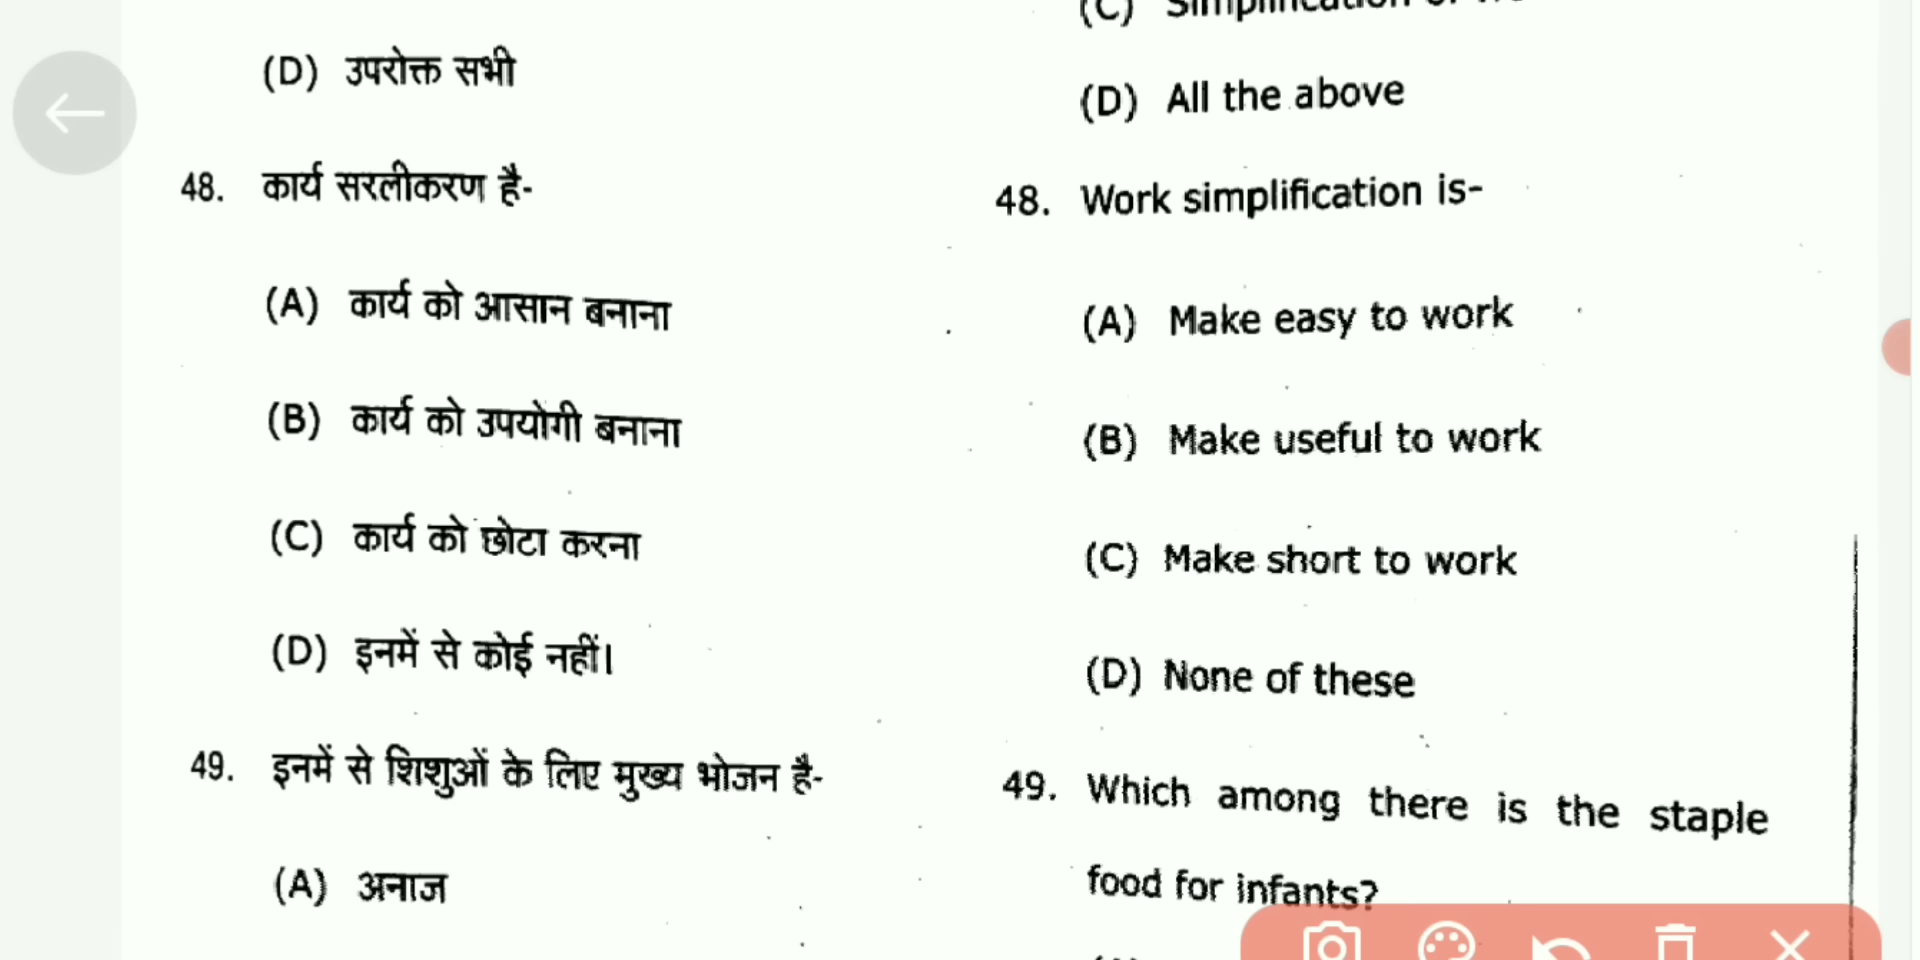 (D) उपरोक्त सभी
48. कार्य सरलीकरण है-
(A) कार्य को आसान बनाना
(B) कार्य को उपयोगी बनाना
(C) कार्य को छोटा करना
(D) इनमें से कोई नहीं।
49. इनमें से शिशुओं के लिए मुख्य भोजन है-
(A) अनाज
(C) Simplification
(D) All the above
48. Work simplification is-
(A) Make easy to work
(B) Make useful to work
(C) Make short to work
(D) None of these
49. Which among there is the staple
food for infants?